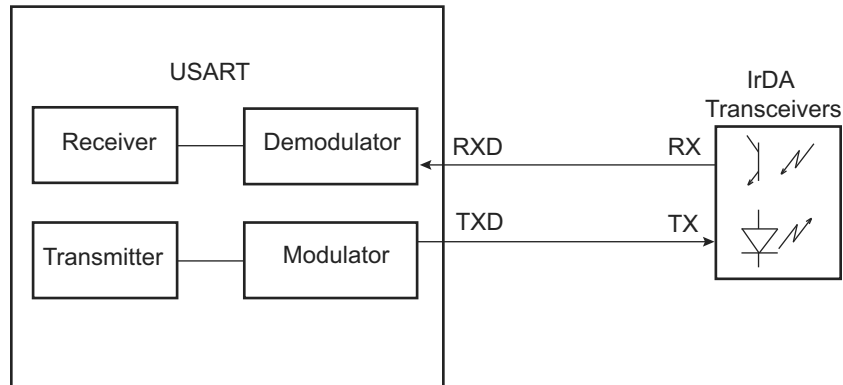 USART
IrDA
Transceivers
Receiver
Demodulator
RXD
RX
Transmitter
Modulator
TXD
TX